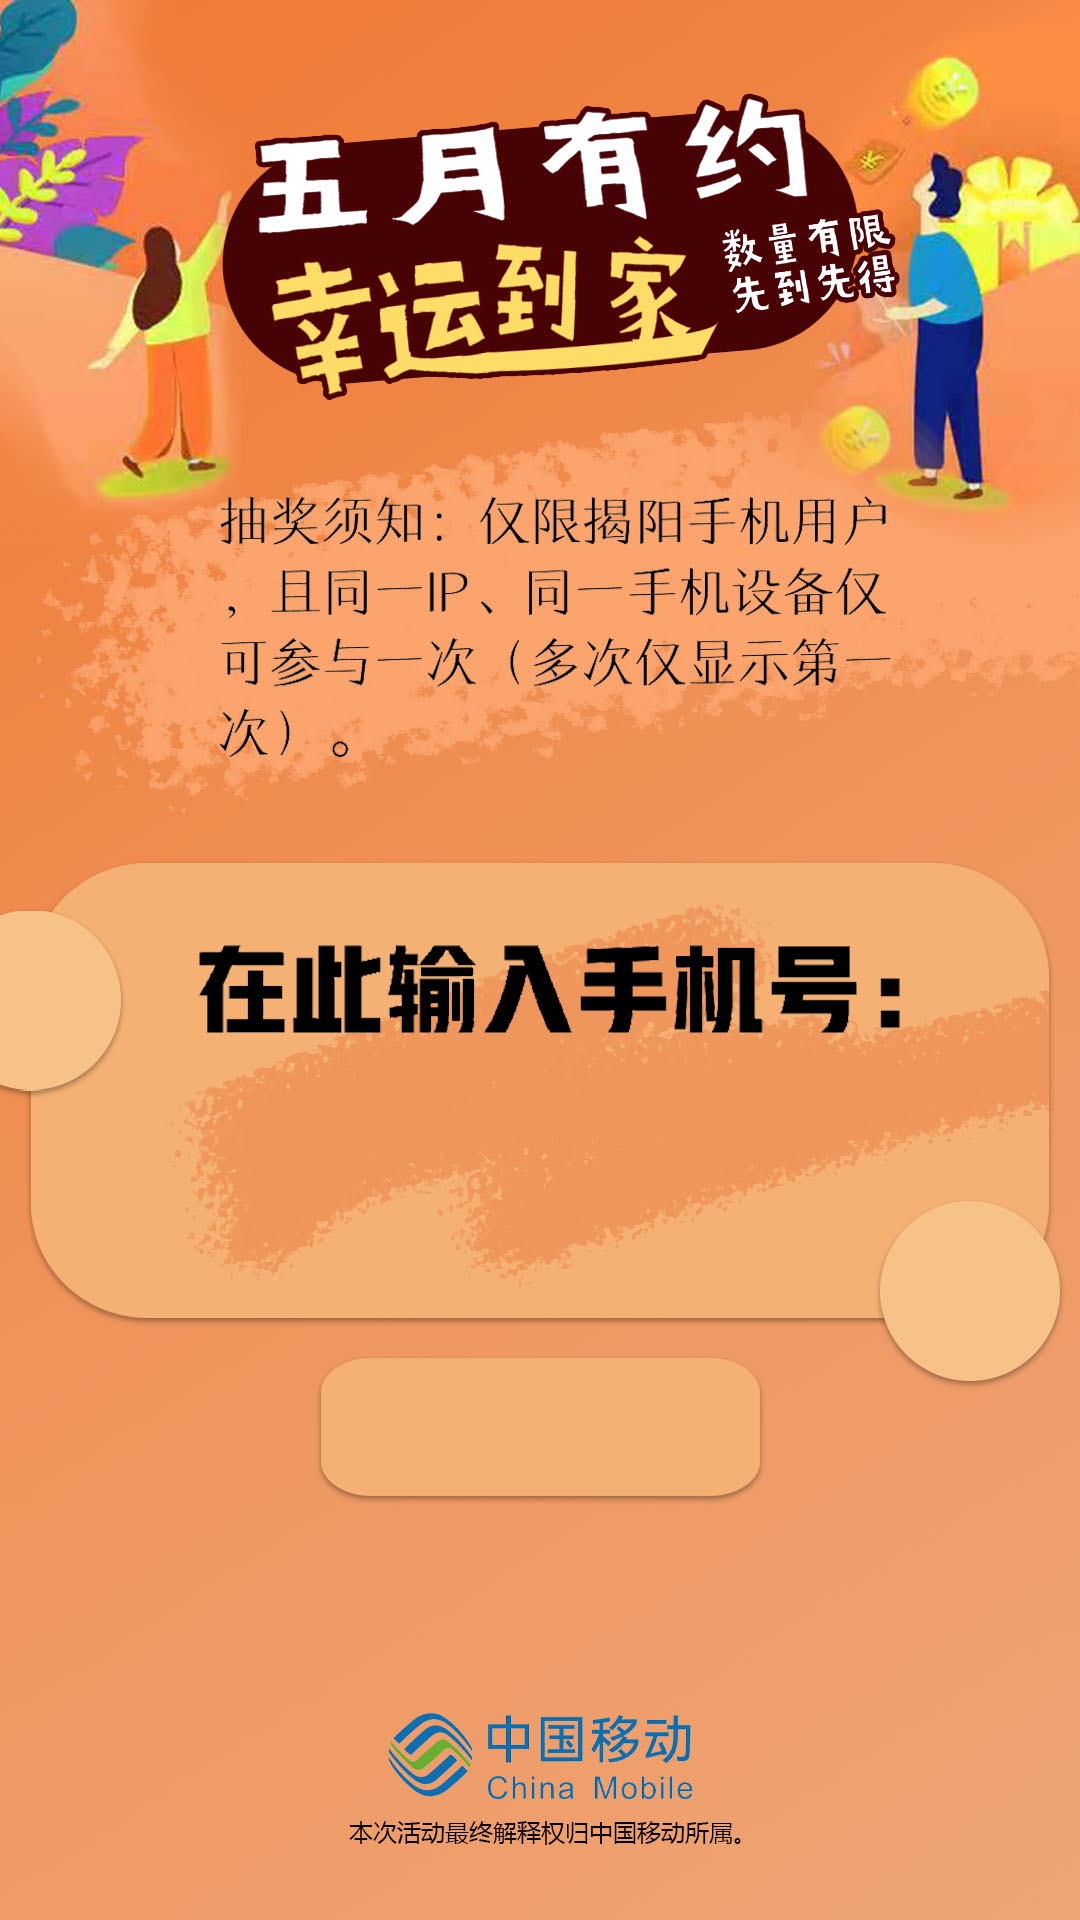 五月有约
幸运到家
数量有限
先到先得
抽奖须知：仅限揭阳手机用户
，且同一IP、同一手机设备仅
可参与一次（多次仅显示第一
次）。
在此输入手机号：
中国移动
China Mobile
本次活动最终解释权归中国移动所属。